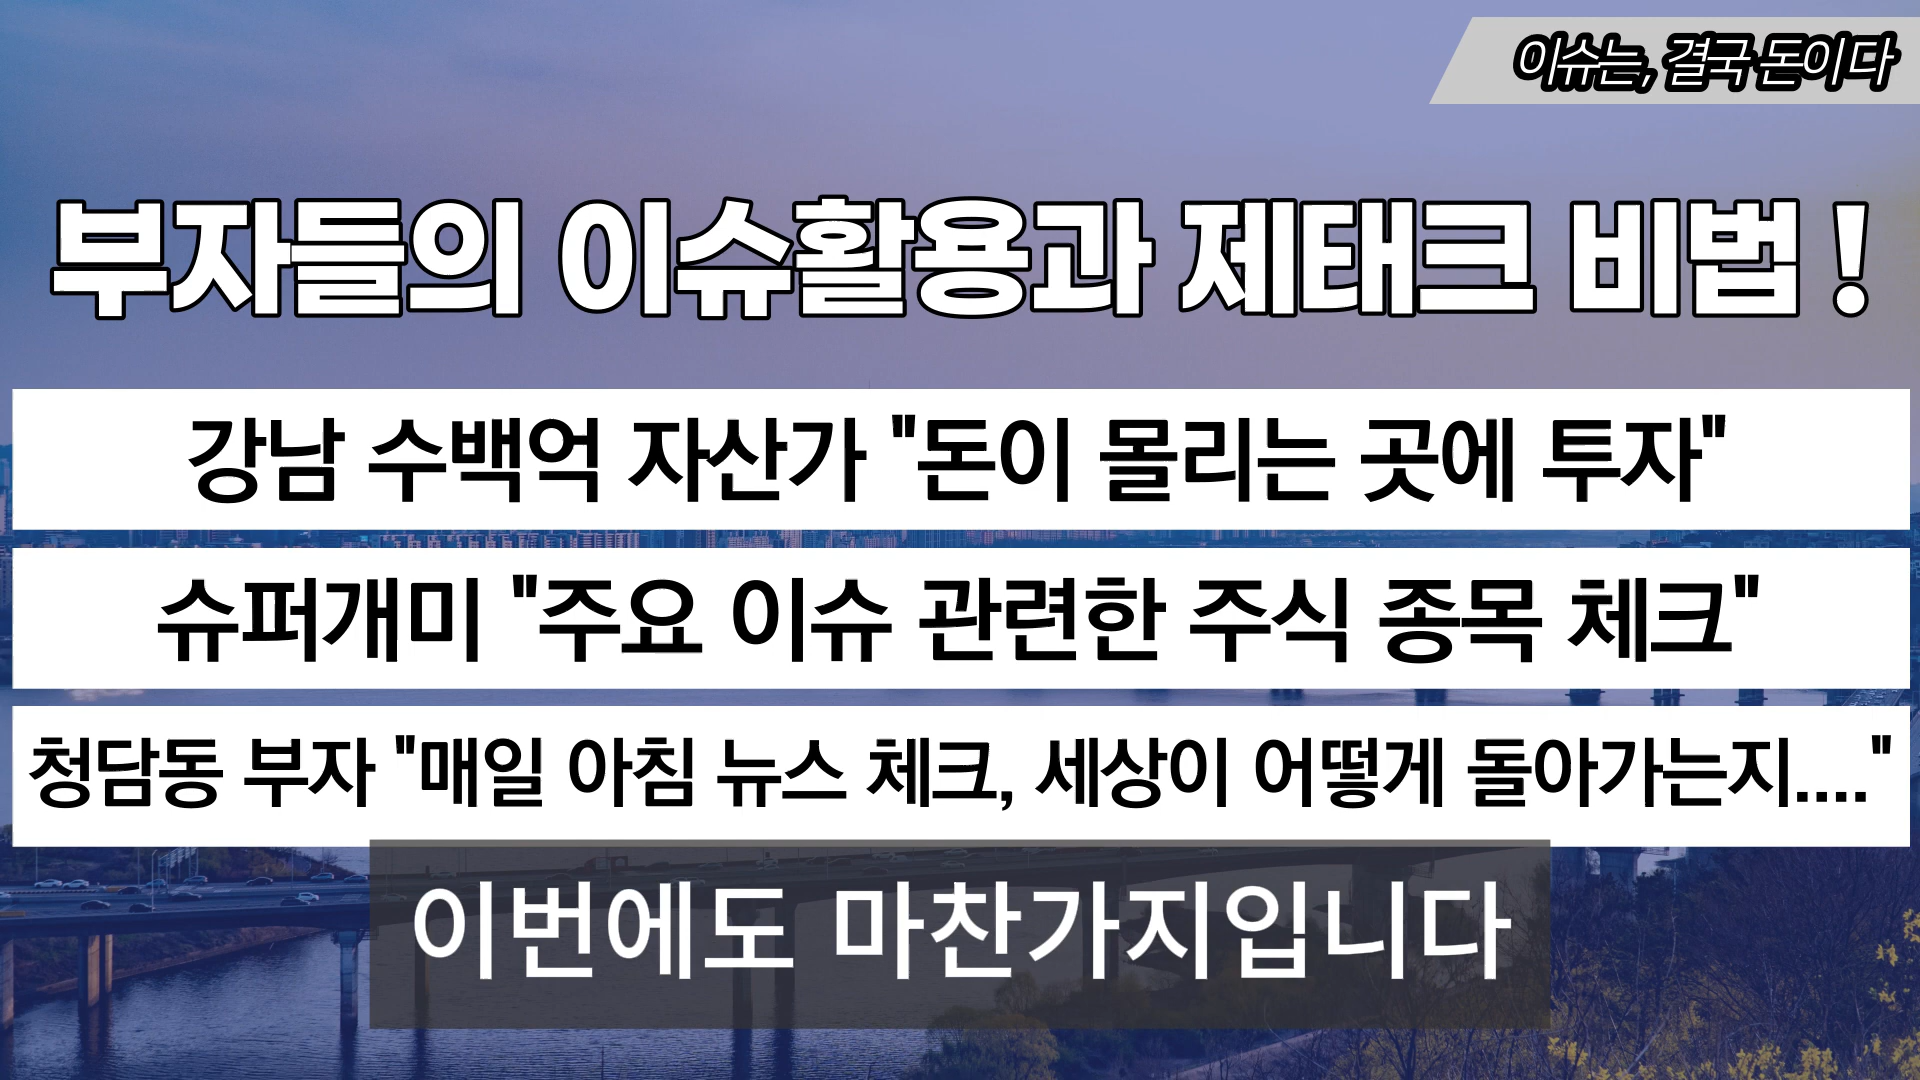 이슈는, 결국 돈이다
부자들의 이슈활용과 제태크 비법 !
강남 수백억 자산가 "돈이 몰리는 곳에 투자"
슈퍼개미 "주요 이슈 관련한 주식 종목 체크"
청담동 부자 "매일 아침 뉴스 체크, 세상이 어떻게 돌아가는지...."
이번에도 마찬가지입니다